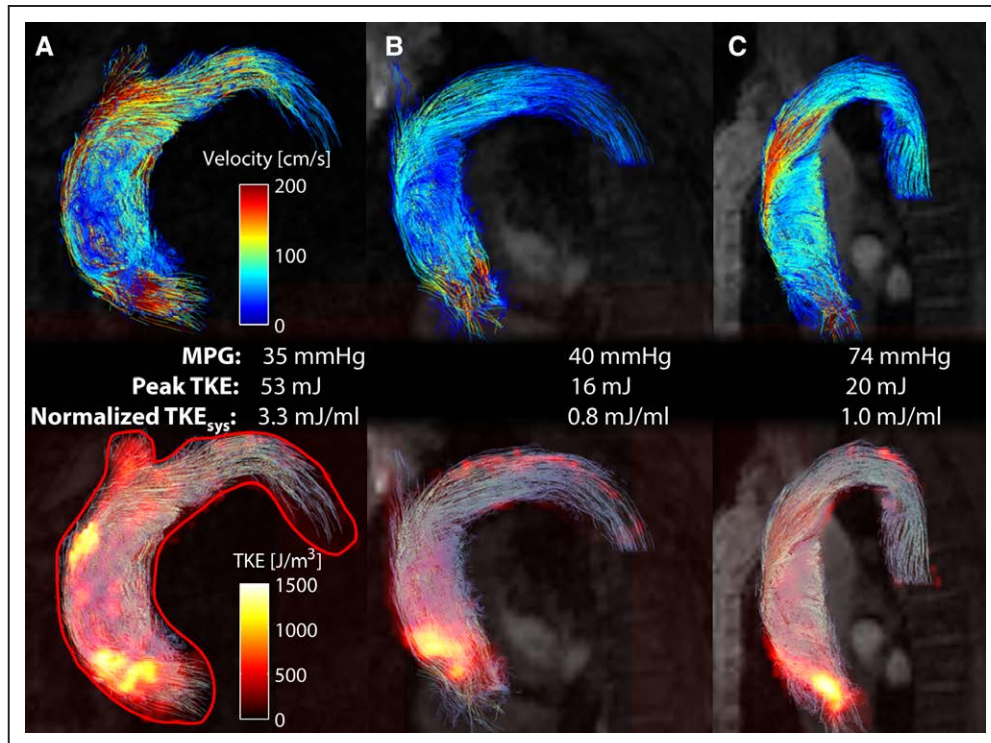 A
B
C
Velocity [cm/s]
200
100
0
MPG: 35 mmHg 40 mmHg 74 mmHg
Peak TKE: 53 mJ 16 mJ 20 mJ
Normalized TKEsys: 3.3 mJ/ml 0.8 mJ/ml 1.0 mJ/ml
TKE [J/m³]
1500
1000
500
0